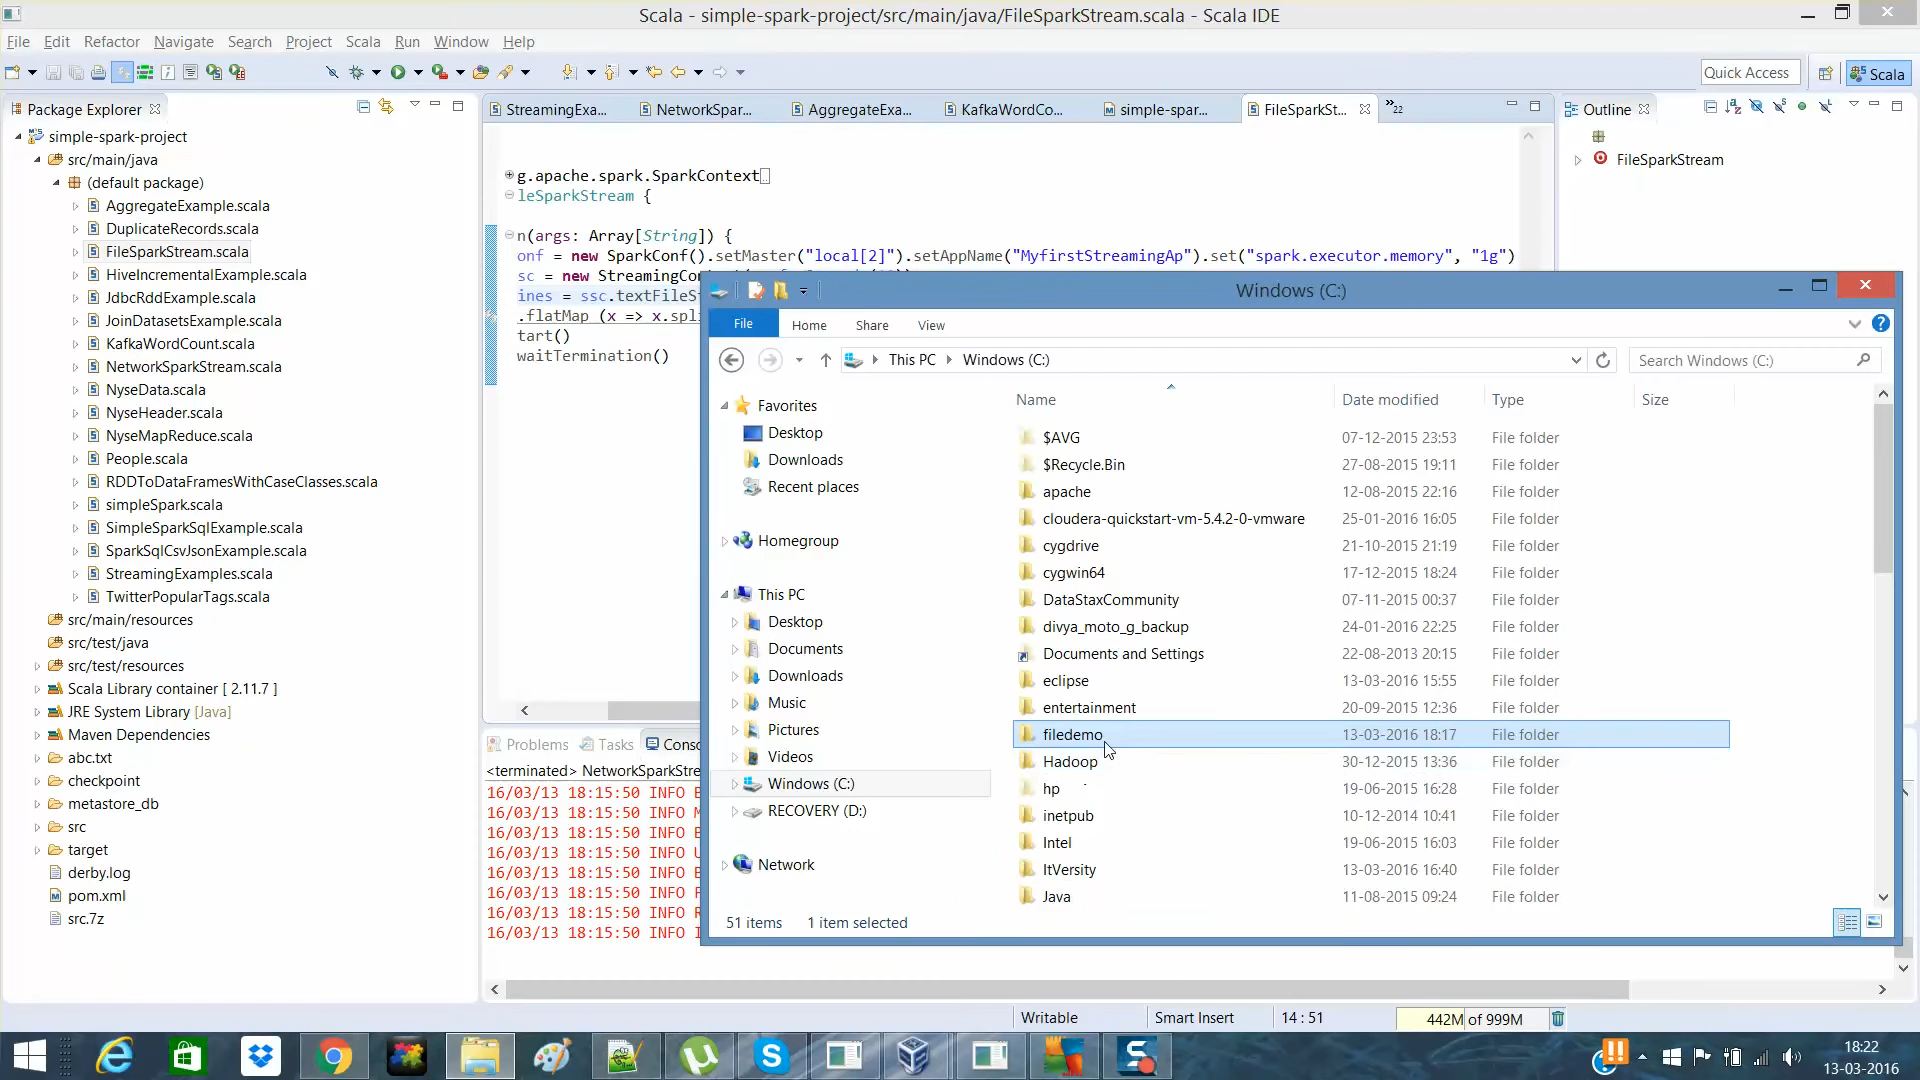 Scala - simple-spark-project/src/main/java/FileSparkStream.scala - Scala IDE
File Edit Refactor Navigate Search Project Scala Run Window Help
Quick Access
Scala
Package Explorer
simple-spark-project
src/main/java
(default package)
AggregateExample.scala
DuplicateRecords.scala
FileSparkStream.scala
HiveIncrementalExample.scala
JdbcRddExample.scala
JoinDatasetsExample.scala
KafkaWordCount.scala
NetworkSparkStream.scala
NyseData.scala
NyseHeader.scala
NyseMapReduce.scala
People.scala
RDDToDataFramesWithCaseClasses.scala
simpleSpark.scala
SimpleSparkSqlExample.scala
SparkSqlCsvJsonExample.scala
StreamingExamples.scala
TwitterPopularTags.scala
src/main/resources
src/test/java
src/test/resources
Scala Library container [ 2.11.7 ]
JRE System Library [Java]
Maven Dependencies
abc.txt
checkpoint
metastore_db
src
target
derby.log
pom.xml
src.7z
StreamingExa... NetworkSpar... AggregateExa... KafkaWordCo... simple-spar... FileSparkSt... »22
g.apache.spark.SparkContext
leSparkStream {
n(args: Array[String]) {
onf = new SparkConf().setMaster("local[2]").setAppName("MyfirstStreamingAp").set("spark.executor.memory", "1g")
sc = new StreamingCon
ines = ssc.textFileSt
.flatMap (x => x.spli
tart()
waitTermination()
Outline
FileSparkStream
Problems Tasks Conso
<terminated> NetworkSparkStre
16/03/13 18:15:50 INFO B
16/03/13 18:15:50 INFO M
16/03/13 18:15:50 INFO B
16/03/13 18:15:50 INFO U
16/03/13 18:15:50 INFO B
16/03/13 18:15:50 INFO F
16/03/13 18:15:50 INFO R
16/03/13 18:15:50 INFO I
Windows (C:)
File Home Share View
This PC Windows (C:)
Search Windows (C:)
Favorites
Desktop
Downloads
Recent places
Homegroup
This PC
Desktop
Documents
Downloads
Music
Pictures
Videos
Windows (C:)
RECOVERY (D:)
Network
Name Date modified Type Size
$AVG 07-12-2015 23:53 File folder
$Recycle.Bin 27-08-2015 19:11 File folder
apache 12-08-2015 22:16 File folder
cloudera-quickstart-vm-5.4.2-0-vmware 25-01-2016 16:05 File folder
cygdrive 21-10-2015 21:19 File folder
cygwin64 17-12-2015 18:24 File folder
DataStaxCommunity 07-11-2015 00:37 File folder
divya_moto_g_backup 24-01-2016 22:25 File folder
Documents and Settings 22-08-2013 20:15 File folder
eclipse 13-03-2016 15:55 File folder
entertainment 20-09-2015 12:36 File folder
filedemo 13-03-2016 18:17 File folder
Hadoop 30-12-2015 13:36 File folder
hp 19-06-2015 16:28 File folder
inetpub 10-12-2014 10:41 File folder
Intel 19-06-2015 16:03 File folder
ItVersity 13-03-2016 16:40 File folder
Java 11-08-2015 09:24 File folder
51 items 1 item selected
Writable Smart Insert 14 : 51 442M of 999M
18:22
13-03-2016